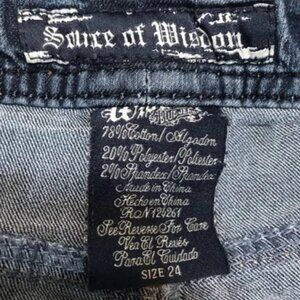 Source of Wisdom
78% Cotton/Algodon
20% Polyester/Poliester
2% Spandex/Spandex
Made in China
Hecho en China
RN 124261
See Reverse For Care
Vea El Revés
Para El Cuidado
SIZE 24